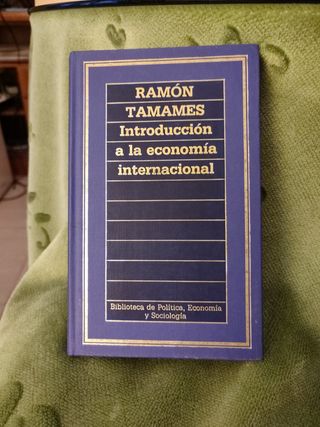 RAMÓN
TAMAMES
Introducción
a la economía
internacional
Biblioteca de Política, Economía
y Sociología